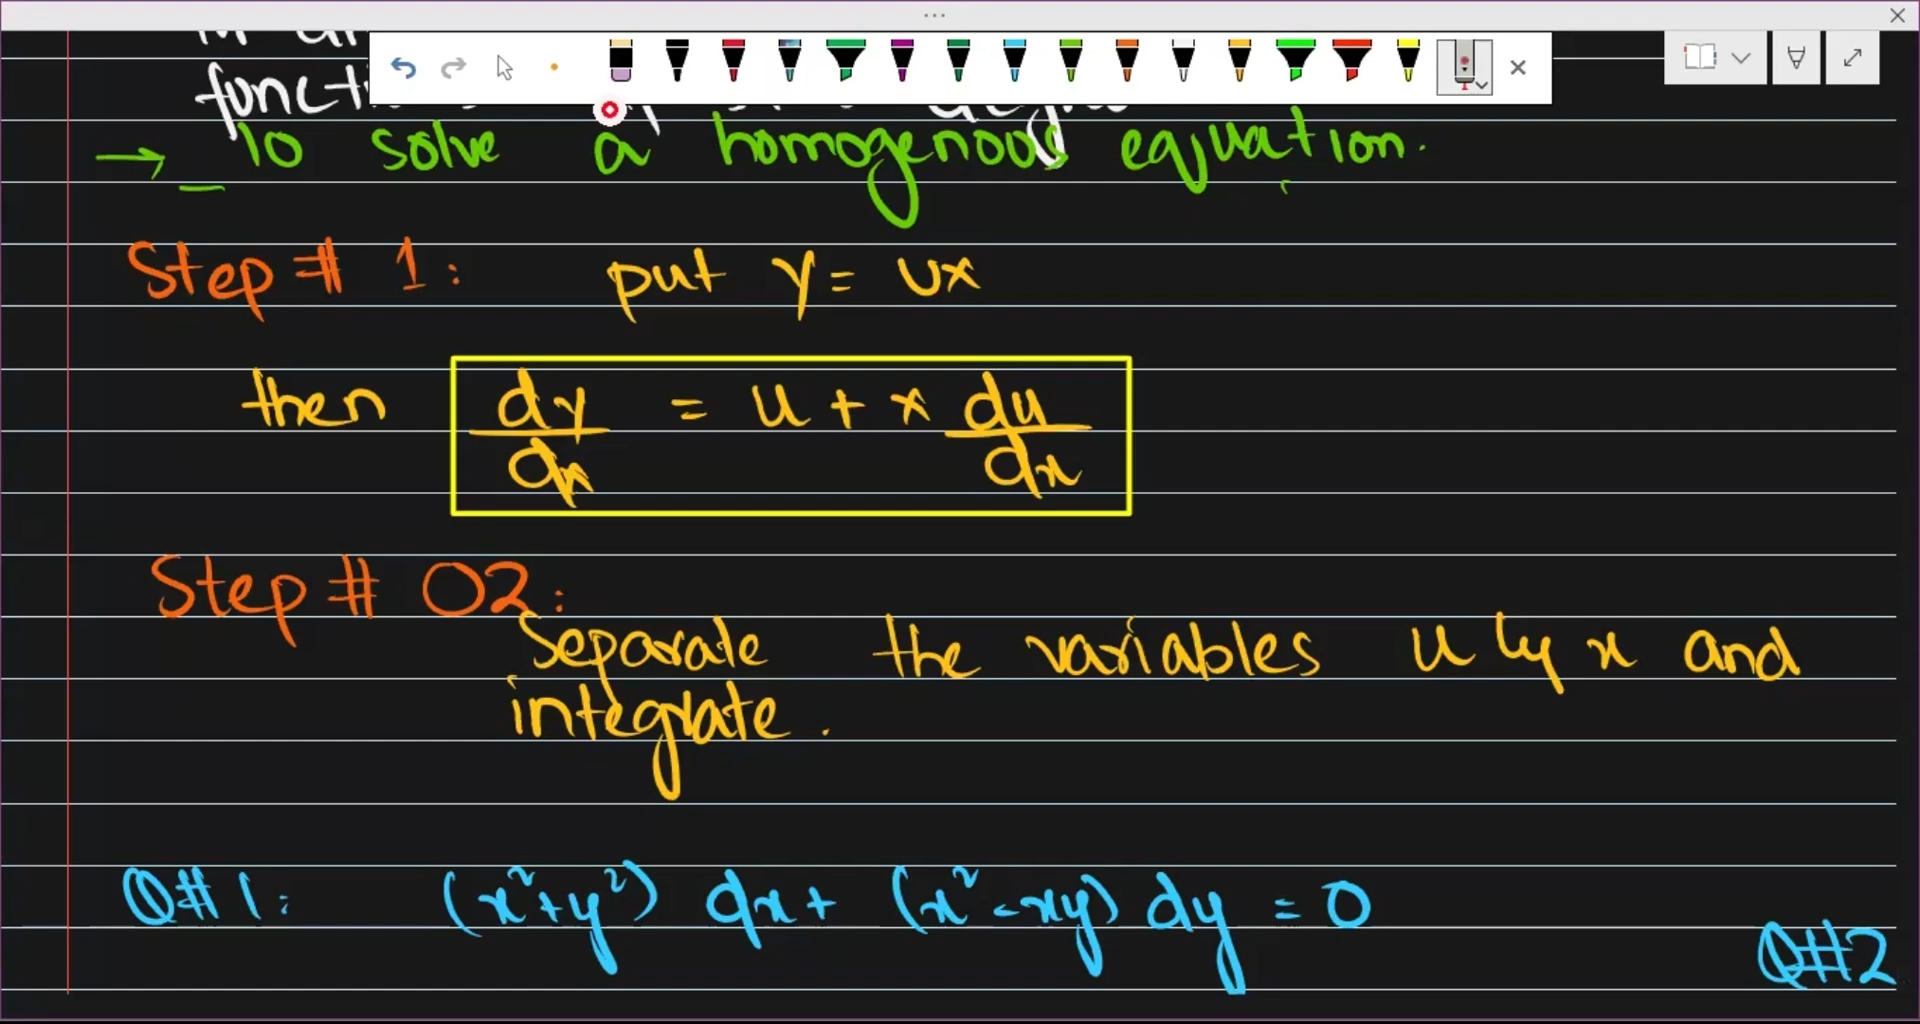 → To solve a homogenous equation.
Step # 1: put y = ux
then dy/dx = u + x du/dx
Step # 02:
Separate the variables u & x and
integrate.
Q#1: (x²+y²) dx + (x²-xy) dy = 0
Q#2